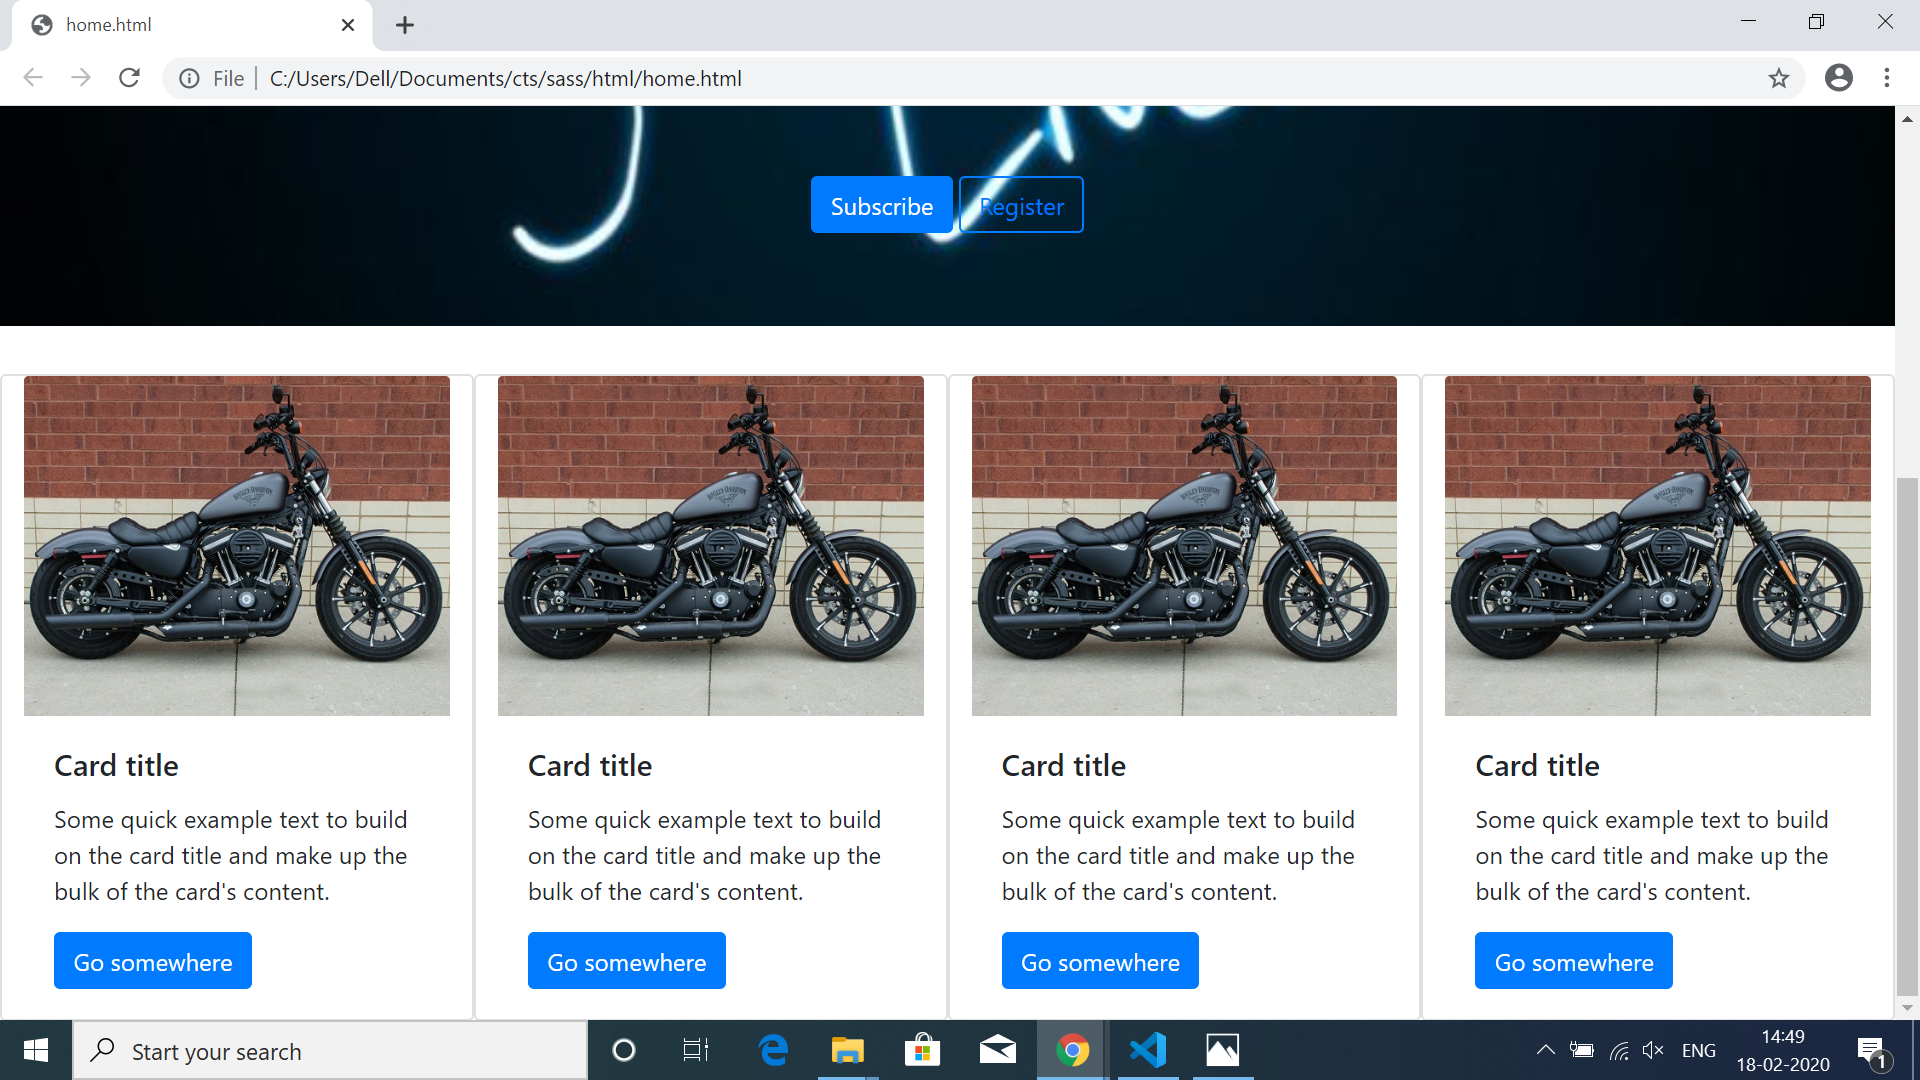 home.html
File
C:/Users/Dell/Documents/cts/sass/html/home.html
Subscribe
Register
Card title
Some quick example text to build
on the card title and make up the
bulk of the card's content.
Go somewhere
Card title
Some quick example text to build
on the card title and make up the
bulk of the card's content.
Go somewhere
Card title
Some quick example text to build
on the card title and make up the
bulk of the card's content.
Go somewhere
Card title
Some quick example text to build
on the card title and make up the
bulk of the card's content.
Go somewhere
Start your search
ENG
14:49
18-02-2020
1